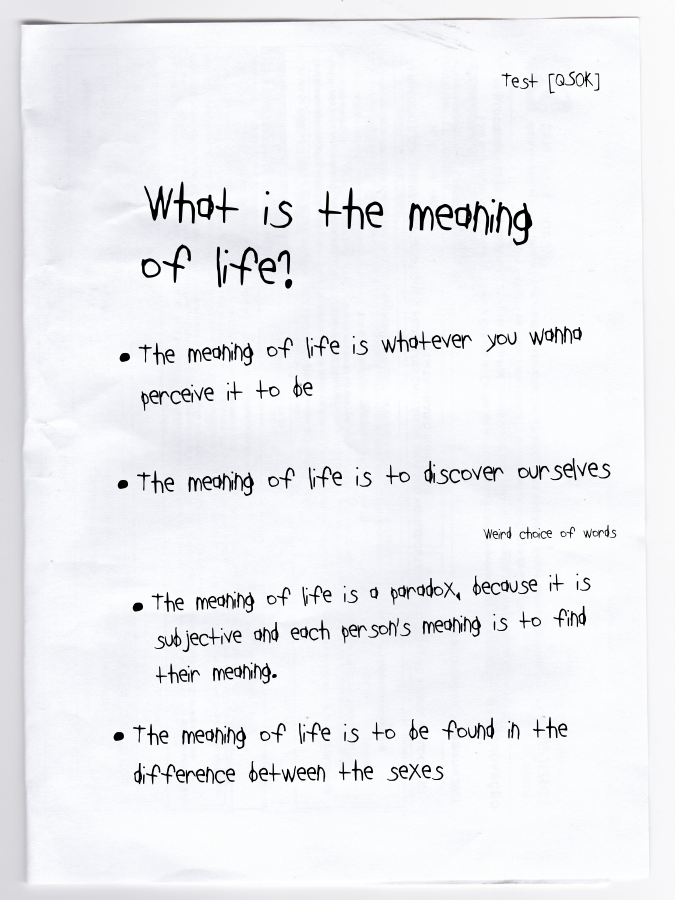 Test [QSOK]
What is the meaning
of life?
• The meaning of life is whatever you wanna
perceive it to be
• The meaning of life is to discover ourselves
Weird choice of words
• The meaning of life is a paradox, because it is
subjective and each person's meaning is to find
their meaning.
• The meaning of life is to be found in the
difference between the sexes